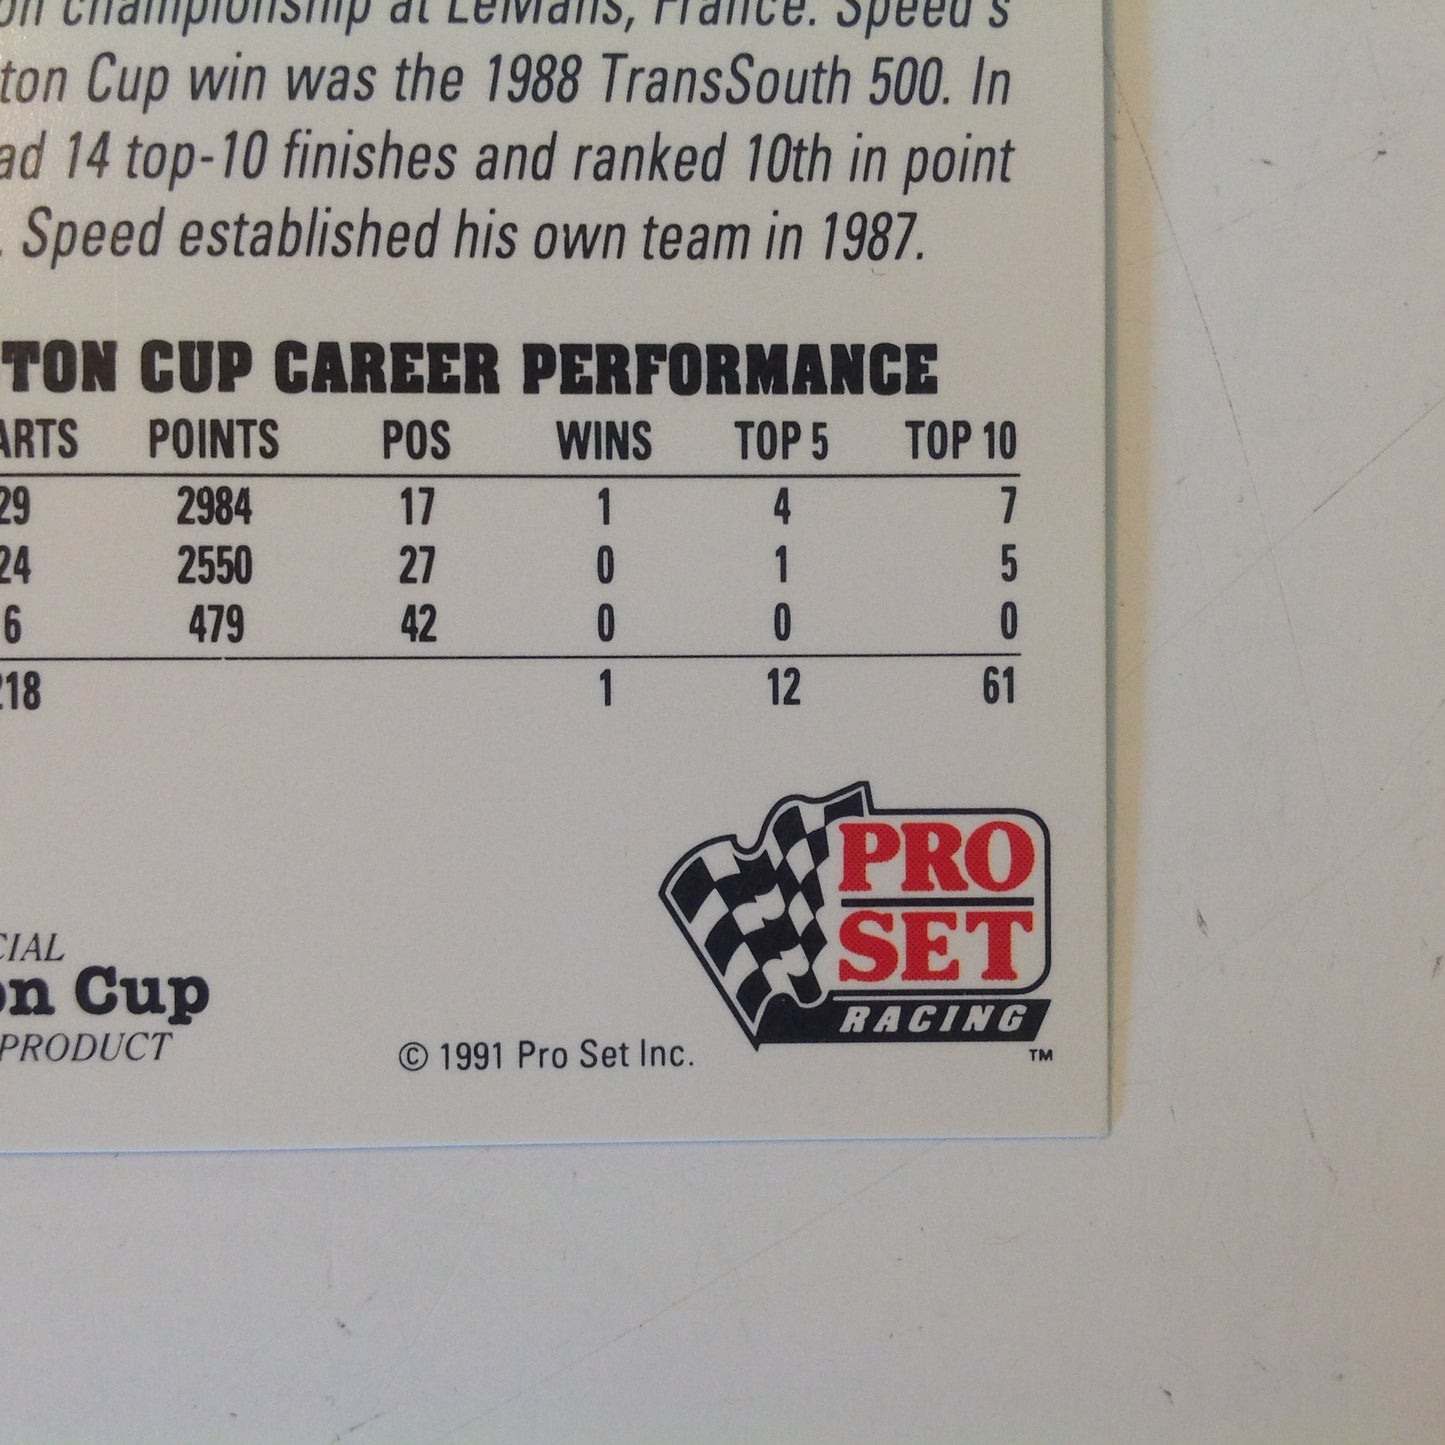 on championship at LeMans, France. Speed's
ton Cup win was the 1988 TransSouth 500. In
ad 14 top-10 finishes and ranked 10th in point
. Speed established his own team in 1987.
TON CUP CAREER PERFORMANCE
ARTS POINTS POS WINS TOP 5 TOP 10
29 2984 17 1 4 7
24 2550 27 0 1 5
6 479 42 0 0 0
218 1 12 61
CIAL
on Cup
PRODUCT
© 1991 Pro Set Inc.
PRO
SET
RACING
TM